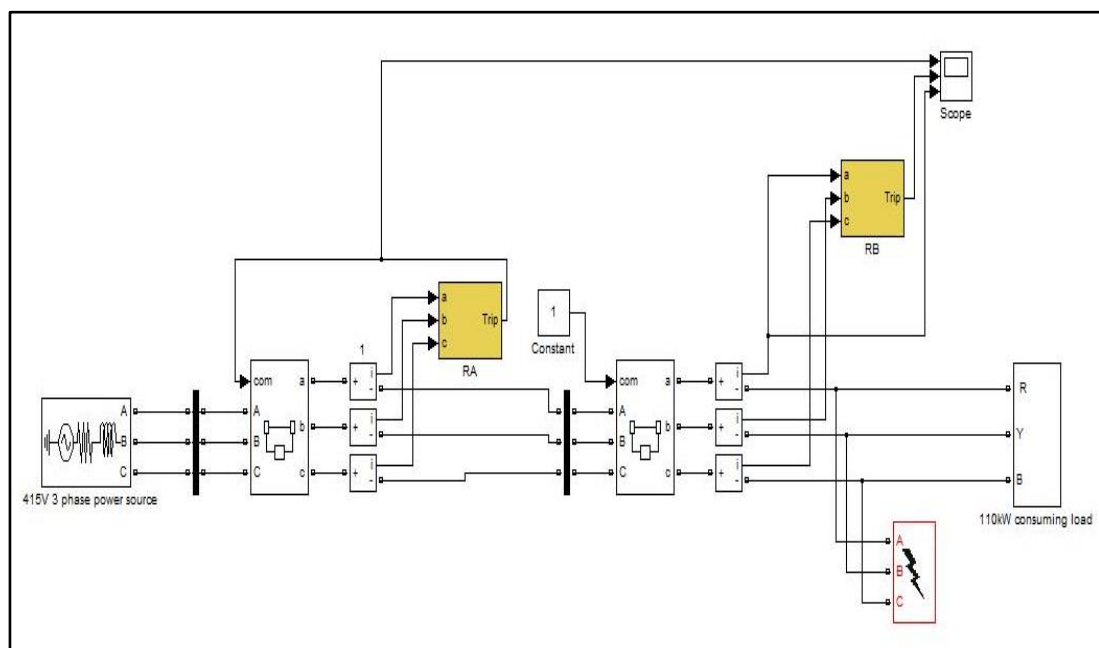 Scope
a
b
c
Trip
RB
a
b
c
Trip
RA
1
Constant
1
com
A
B
C
a
b
c
i
-
+
i
-
+
i
-
+
com
A
B
C
a
b
c
i
-
+
i
-
+
i
-
+
A
B
C
415V 3 phase power source
R
Y
B
110kW consuming load
A
B
C